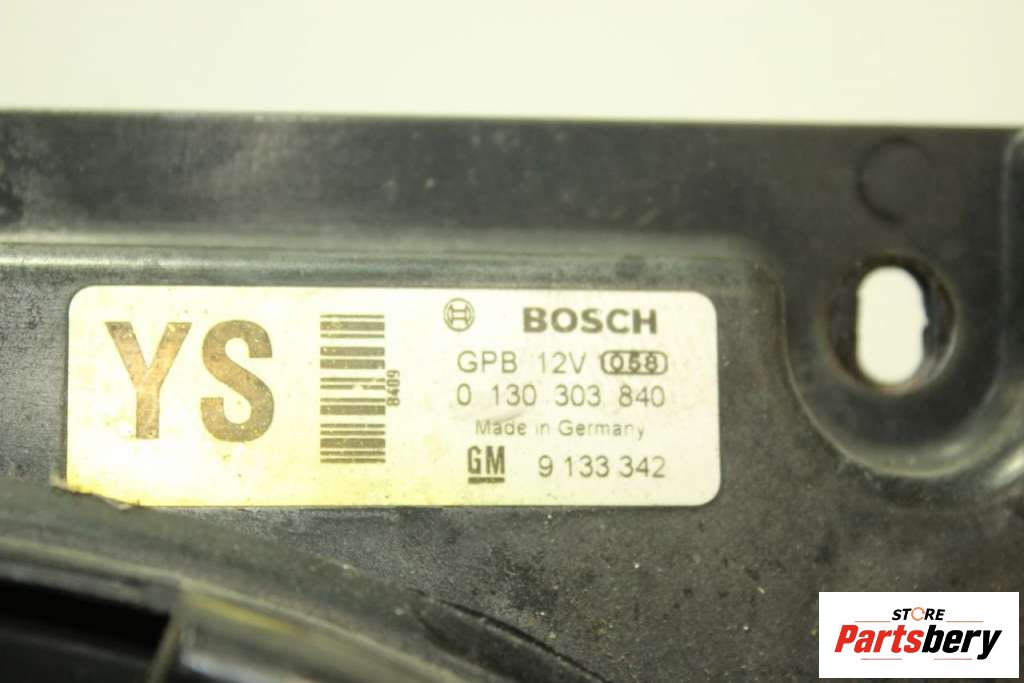 YS
8409
BOSCH
GPB 12V 058
0 130 303 840
Made in Germany
GM 9 133 342
STORE
Partsbery